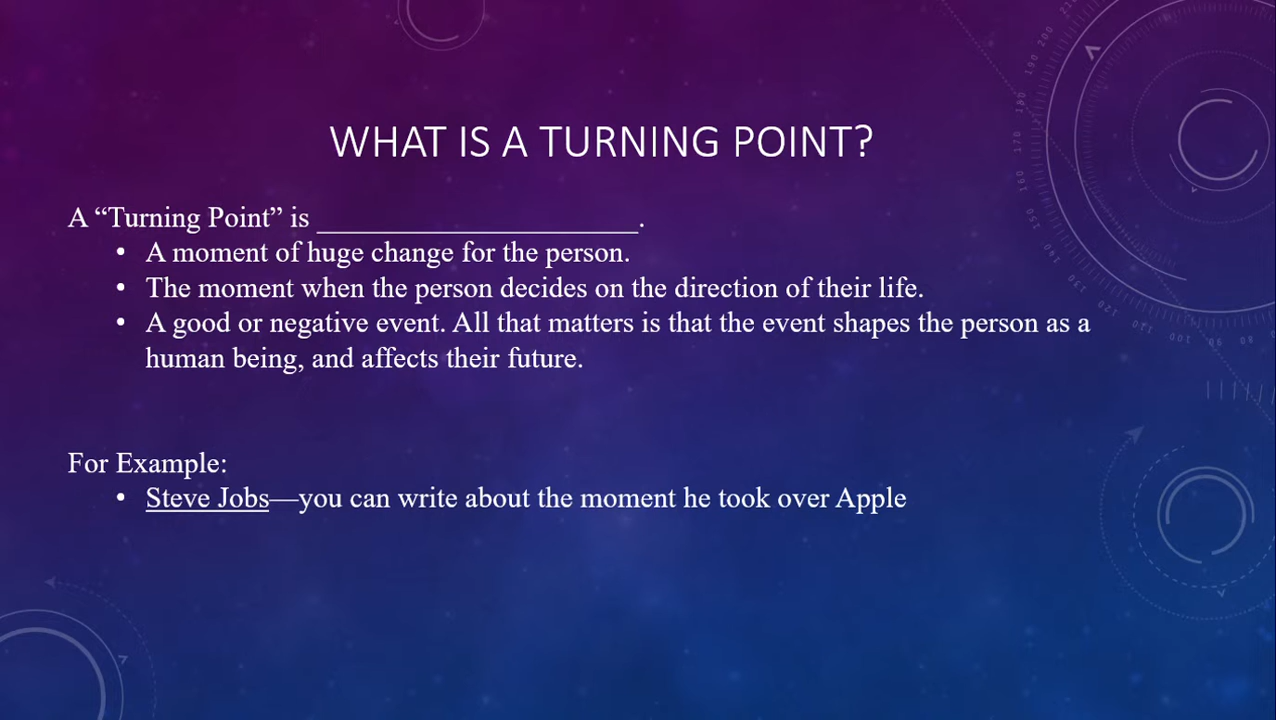 WHAT IS A TURNING POINT?
A “Turning Point” is ______________________.
• A moment of huge change for the person.
• The moment when the person decides on the direction of their life.
• A good or negative event. All that matters is that the event shapes the person as a
human being, and affects their future.
For Example:
• Steve Jobs—you can write about the moment he took over Apple